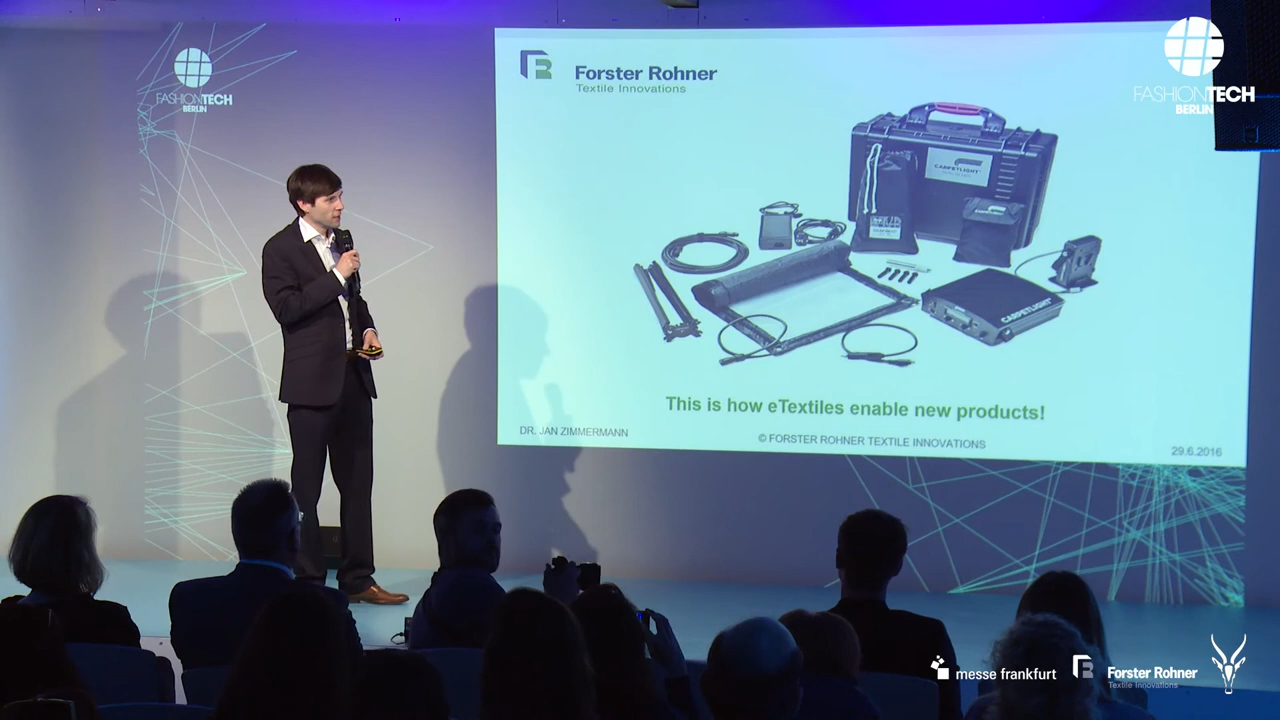 FASHIONTECH
BERLIN
Forster Rohner
Textile Innovations
FASHIONTECH
BERLIN
CARPETLIGHT
CARPETLIGHT
This is how eTextiles enable new products!
DR. JAN ZIMMERMANN
© FORSTER ROHNER TEXTILE INNOVATIONS
29.6.2016
messe frankfurt
Forster Rohner
Textile Innovations